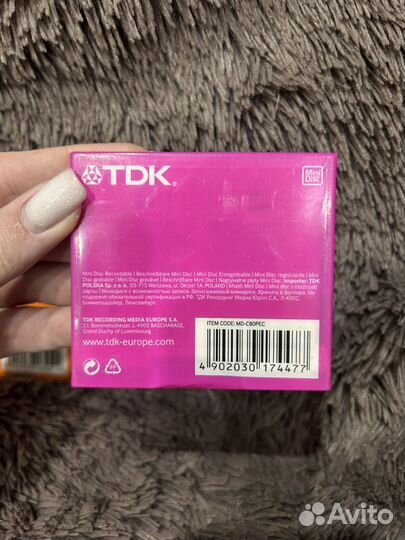 TDK
Mini Disc
Mini Disc Recordable | Beschreibbare Mini Disc | Mini Disc Enregistrable | Mini Disc registrabile | Mini
Disc grabable | Mini Disc gravável | Beschrijfbare Mini Disc | Nagrywalne płyty Mini Disc, Importer: TDK
POLSKA Sp. z o. o., 03-715 Warszawa, ul. Okrzei 1A, POLAND | Mini Disc s možností
Минидиск с возможностью записи. Записываемый минидиск. Хранить в футляре. Не
подлежит обязательной сертификации в РФ. ТДК Рекординг Медиа Юроп С.А, Л-4902,
Люксембург.
TDK RECORDING MEDIA EUROPE S.A.
Z.I. Bommelscheuer, L-4902 BASCHARAGE,
Grand Duchy of Luxembourg
www.tdk-europe.com
ITEM CODE: MD-C80PEC
4 902030 174477
Avito